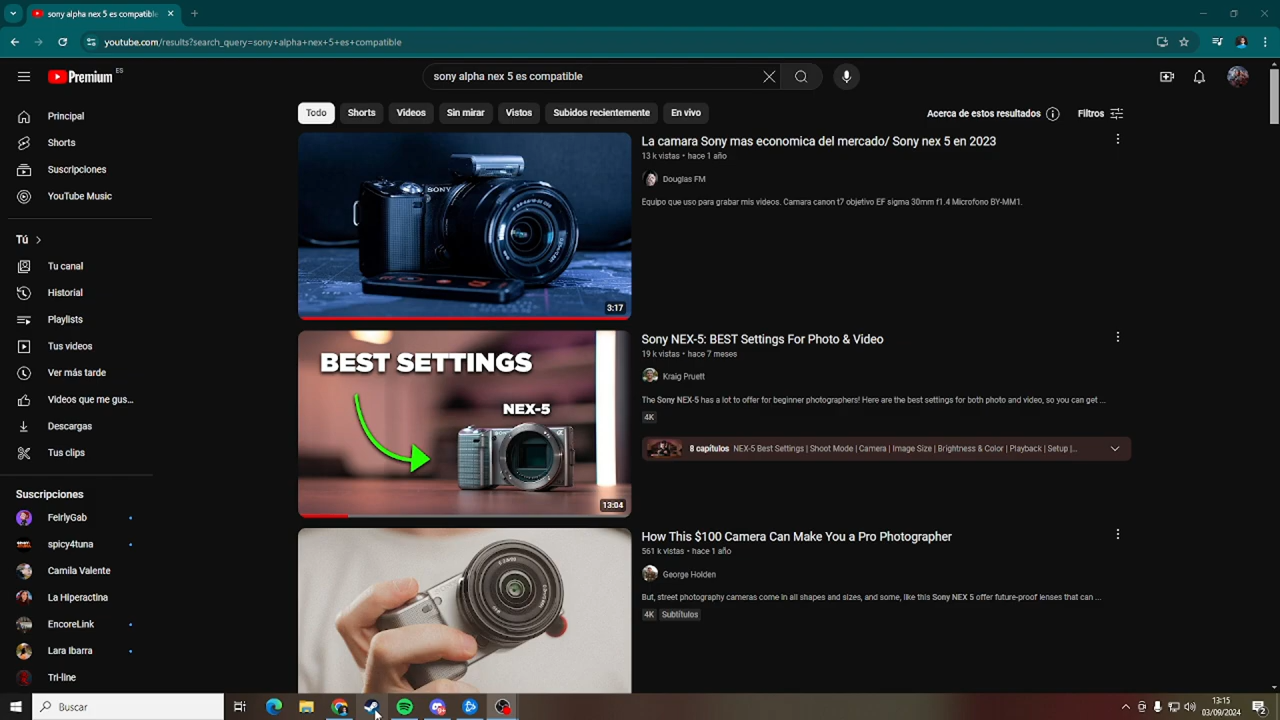 sony alpha nex 5 es compatible
youtube.com/results?search_query=sony+alpha+nex+5+es+compatible
Premium ES
sony alpha nex 5 es compatible
Todo
Shorts
Videos
Sin mirar
Vistos
Subidos recientemente
En vivo
Acerca de estos resultados
Filtros
Principal
Shorts
Suscripciones
YouTube Music
Tú
Tu canal
Historial
Playlists
Tus videos
Ver más tarde
Videos que me gus...
Descargas
Tus clips
Suscripciones
FeirlyGab
spicy4tuna
Camila Valente
La Hiperactina
EncoreLink
Lara Ibarra
Tri-line
SONY
3:17
La camara Sony mas economica del mercado/ Sony nex 5 en 2023
13 k vistas • hace 1 año
Douglas FM
Equipo que uso para grabar mis videos. Camara canon t7 objetivo EF sigma 30mm f1.4 Microfono BY-MM1.
BEST SETTINGS
NEX-5
13:04
Sony NEX-5: BEST Settings For Photo & Video
19 k vistas • hace 7 meses
Kraig Pruett
The Sony NEX-5 has a lot to offer for beginner photographers! Here are the best settings for both photo and video, so you can get ...
4K
8 capítulos NEX-5 Best Settings | Shoot Mode | Camera | Image Size | Brightness & Color | Playback | Setup |...
How This $100 Camera Can Make You a Pro Photographer
561 k vistas • hace 1 año
George Holden
But, street photography cameras come in all shapes and sizes, and some, like this Sony NEX 5 offer future-proof lenses that can ...
4K Subtítulos
Buscar
13:15
03/09/2024
2